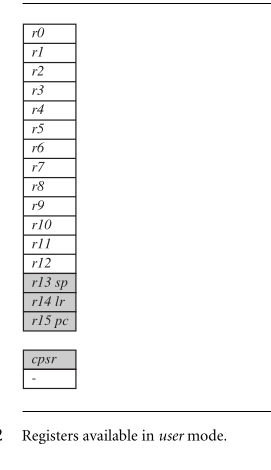 r0
r1
r2
r3
r4
r5
r6
r7
r8
r9
r10
r11
r12
r13 sp
r14 lr
r15 pc
cpsr
-
2 Registers available in user mode.